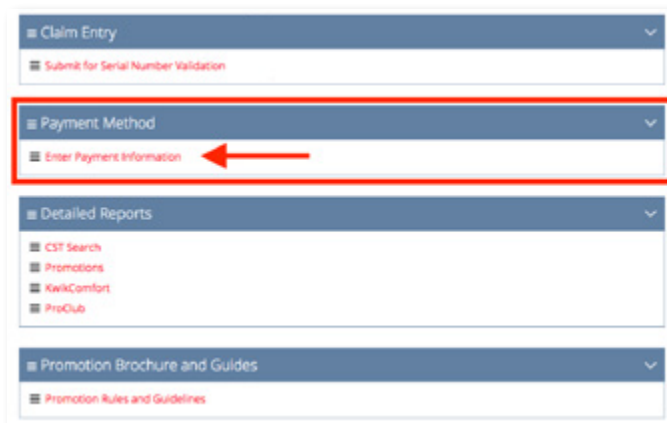 Claim Entry
Submit for Serial Number Validation
Payment Method
Enter Payment Information
Detailed Reports
CST Search
Promotions
KwikComfort
ProClub
Promotion Brochure and Guides
Promotion Rules and Guidelines